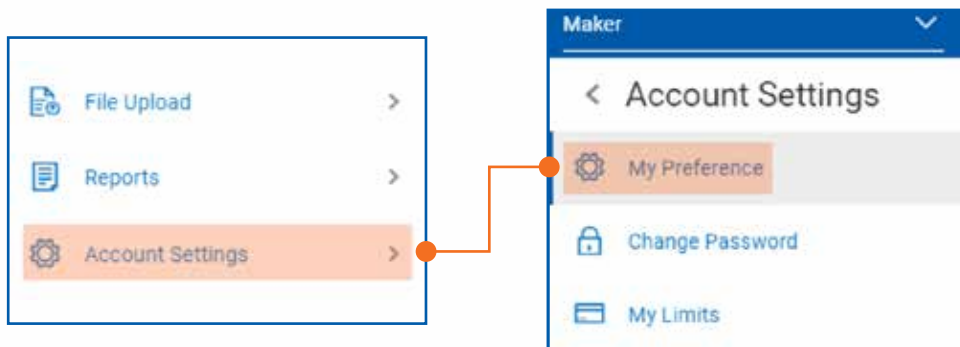 File Upload
Reports
Account Settings
Maker
Account Settings
My Preference
Change Password
My Limits